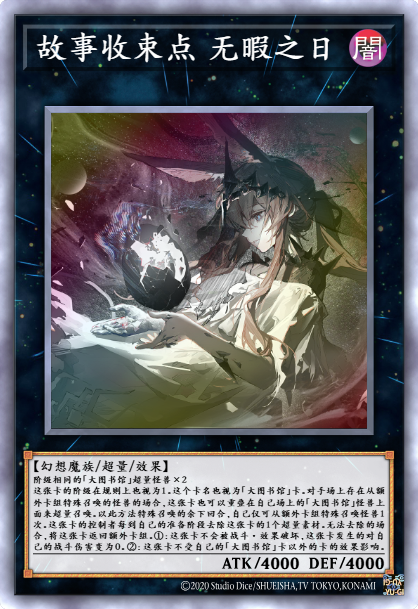 故事收束点 无暇之日
闇
【幻想魔族/超量/效果】
阶级相同的「大图书馆」超量怪兽×2
这张卡的阶级在规则上也视为1。这个卡名也视为「大图书馆」卡。对手场上存在从额
外卡组特殊召唤的怪兽的场合,这张卡也可以重叠在自己场上的「大图书馆」怪兽上
面来超量召唤。以此方法特殊召唤的余下回合,自己仅可从额外卡组特殊召唤怪兽1
次。这张卡的控制者每到自己的准备阶段去除这张卡的1个超量素材。无法去除的场
合,将这张卡返回额外卡组。①:这张卡不会被战斗·效果破坏,这张卡发生的对自
己的战斗伤害变为0。②:这张卡不受自己的「大图书馆」卡以外的卡的效果影响。
ATK/4000 DEF/4000
©2020 Studio Dice/SHUEISHA,TV TOKYO,KONAMI